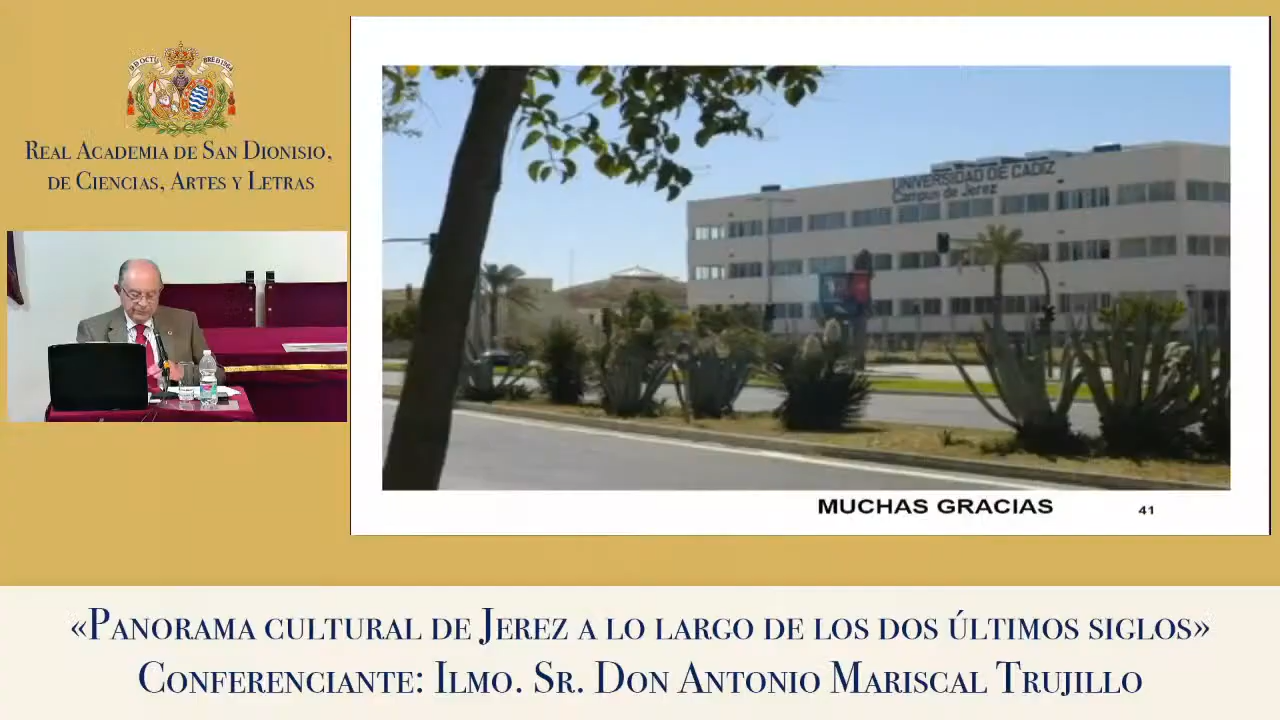 REAL ACADEMIA DE SAN DIONISIO,
DE CIENCIAS, ARTES Y LETRAS
UNIVERSIDAD DE CADIZ
Campus de Jerez
MUCHAS GRACIAS
41
«PANORAMA CULTURAL DE JEREZ A LO LARGO DE LOS DOS ÚLTIMOS SIGLOS»
CONFERENCIANTE: ILMO. SR. DON ANTONIO MARISCAL TRUJILLO